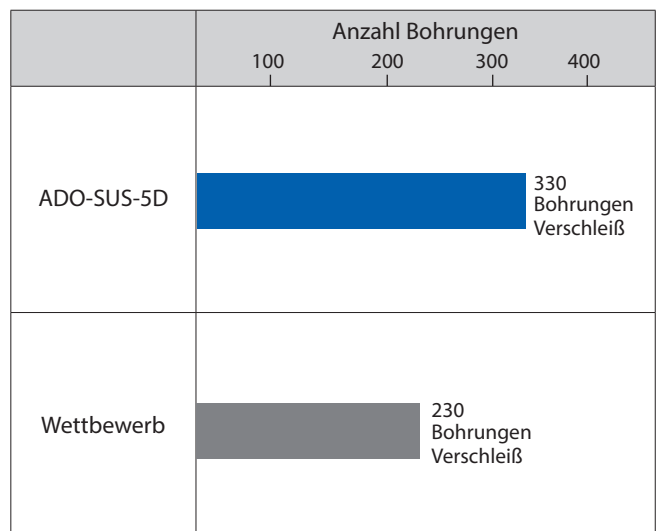 Anzahl Bohrungen
100 200 300 400
ADO-SUS-5D
330
Bohrungen
Verschleiß
Wettbewerb
230
Bohrungen
Verschleiß